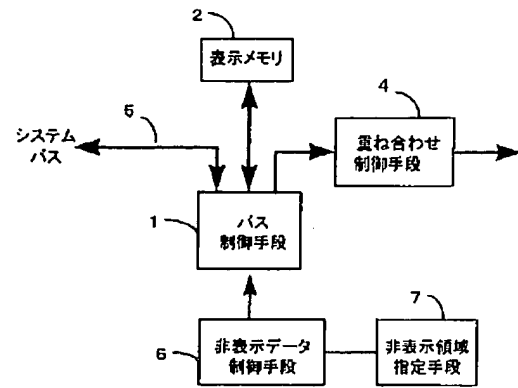 2
表示メモリ
4
5
システム
バス
重ね合わせ
制御手段
バス
制御手段
1
7
非表示データ
制御手段
6
非表示領域
指定手段